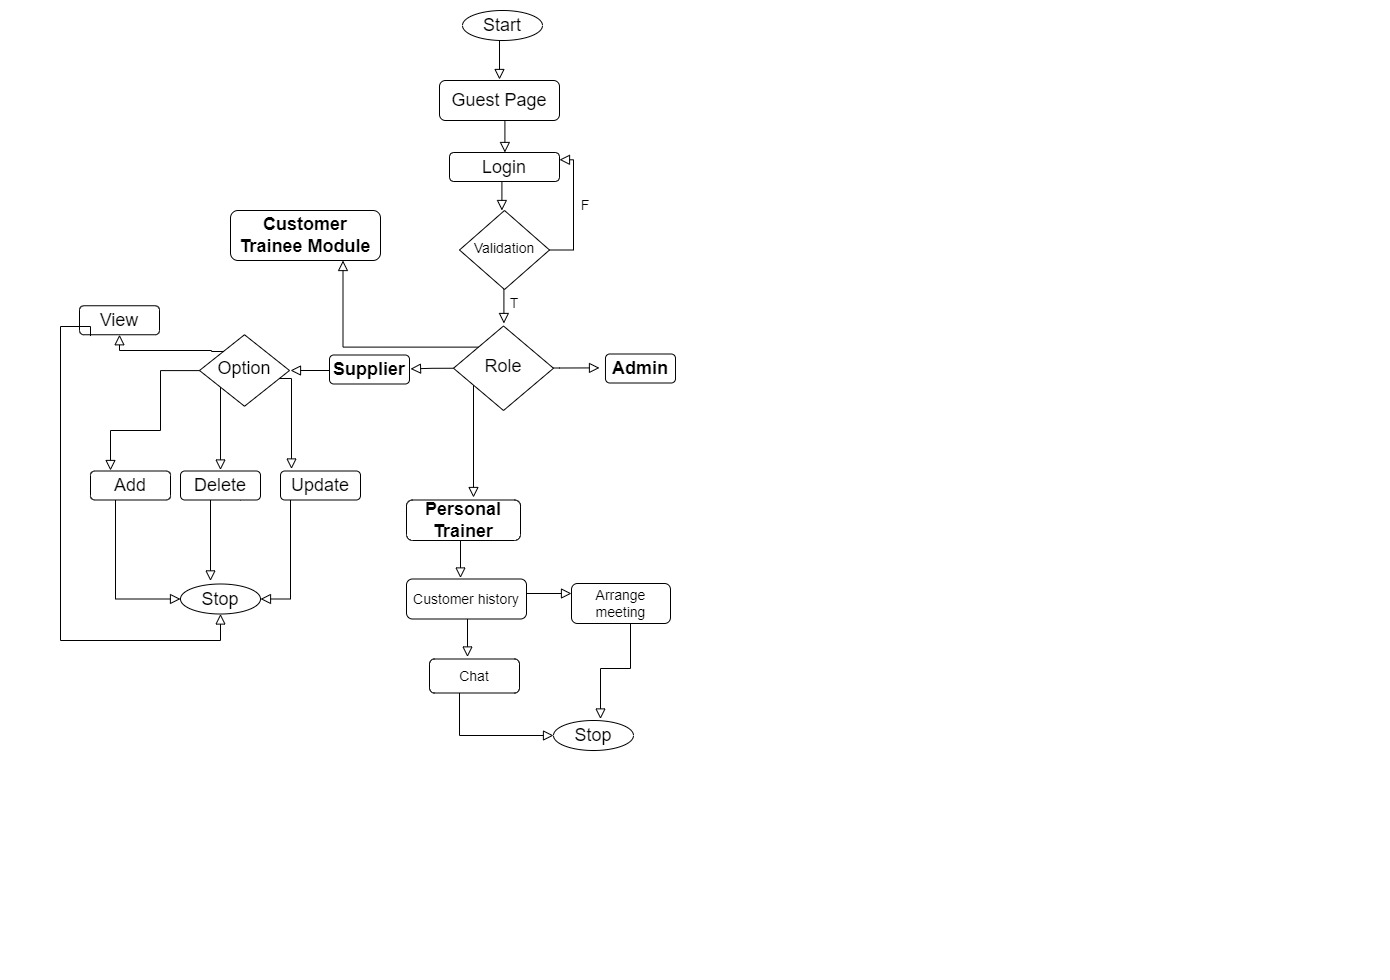 Start
Guest Page
Login
F
Customer
Trainee Module
Validation
T
View
Option
Supplier
Role
Admin
Add
Delete
Update
Personal
Trainer
Stop
Customer history
Arrange
meeting
Chat
Stop